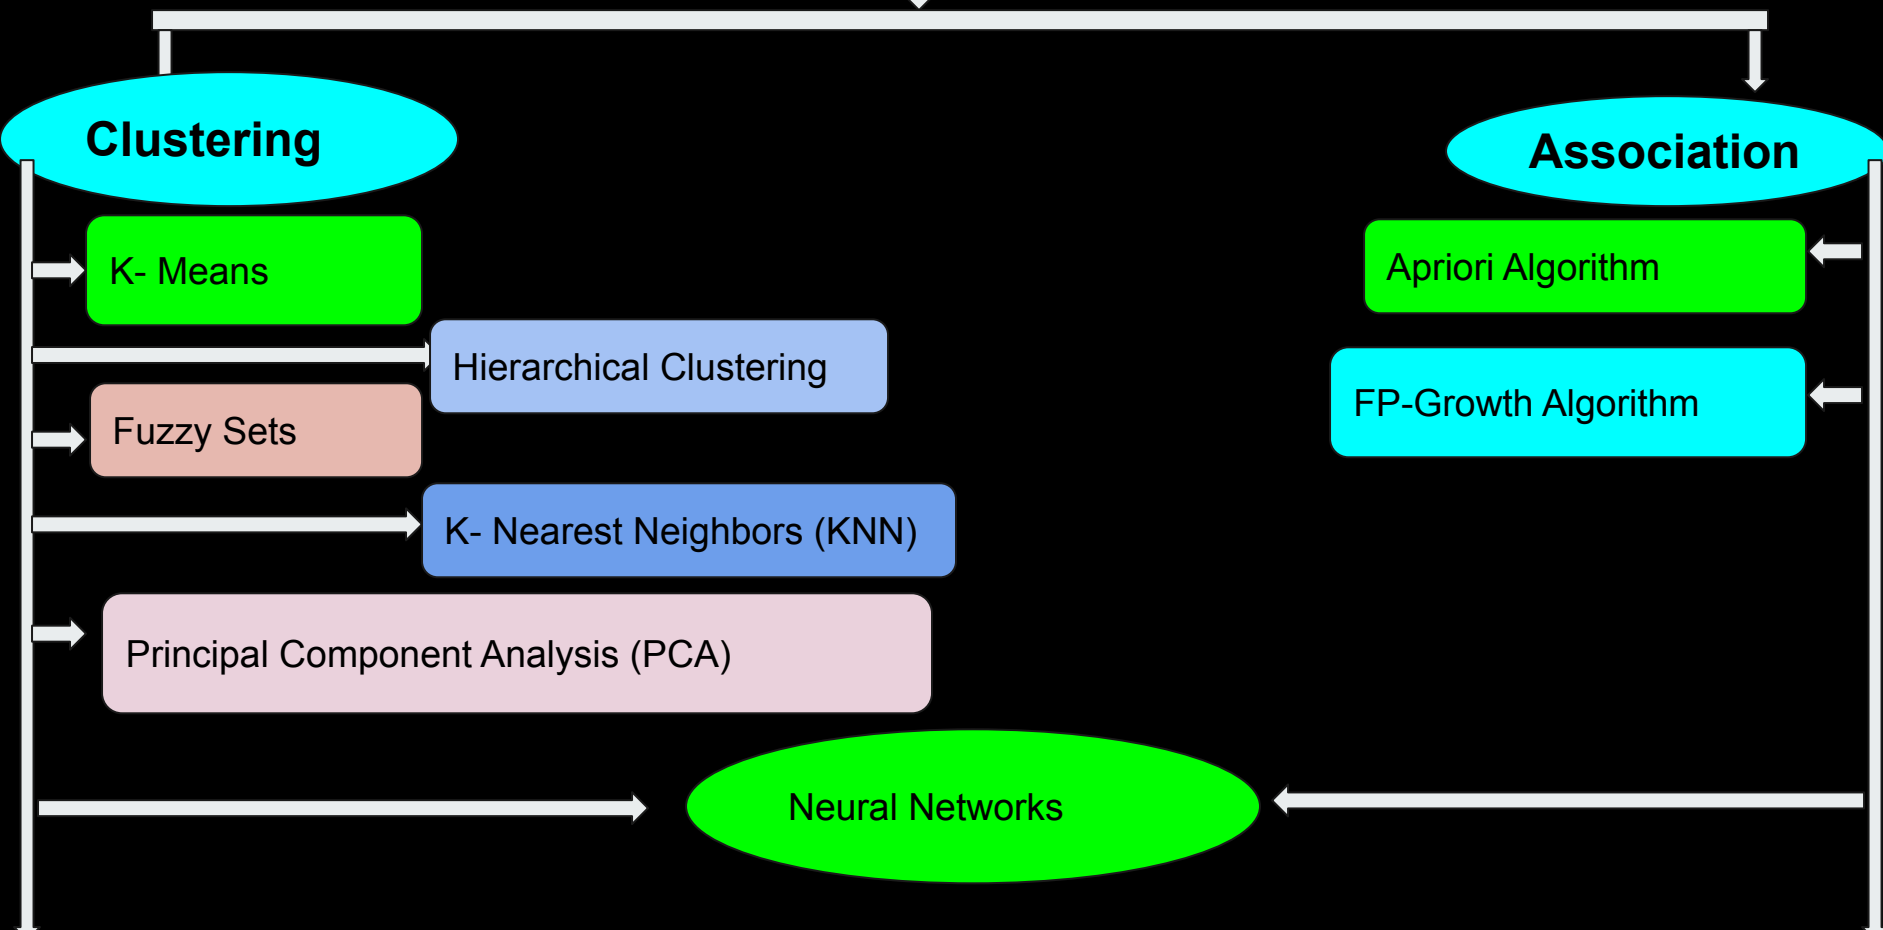 Clustering
Association
K- Means
Apriori Algorithm
Hierarchical Clustering
FP-Growth Algorithm
Fuzzy Sets
K- Nearest Neighbors (KNN)
Principal Component Analysis (PCA)
Neural Networks